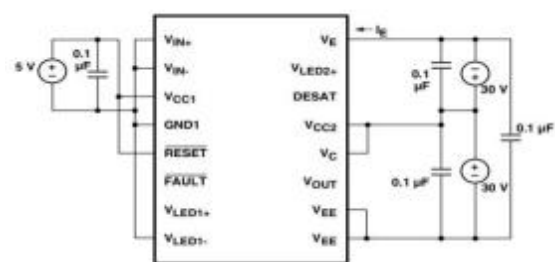 5 V
0.1
µF
VIN+
VIN-
VCC1
GND1
RESET
FAULT
VLED1+
VLED1-
VE
VLED2+
DESAT
VCC2
VC
VOUT
VEE
VEE
IE
0.1
µF
30 V
0.1 µF
0.1 µF
30 V